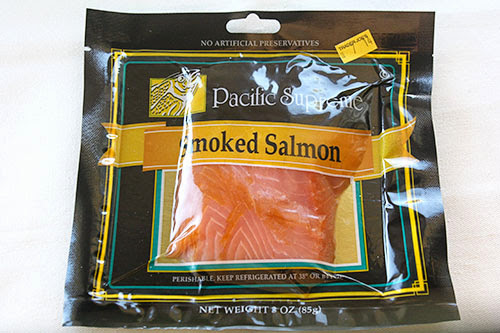 NO ARTIFICIAL PRESERVATIVES
Pacific Supreme
Smoked Salmon
PERISHABLE, KEEP REFRIGERATED AT 38° OR
NET WEIGHT 3 OZ (85g)